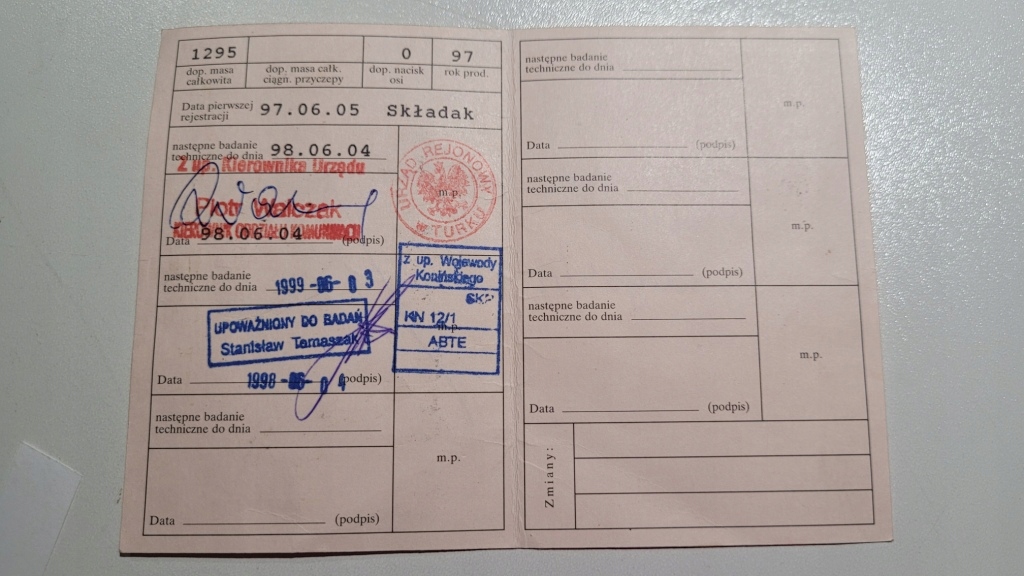 1295
0
97
dop. masa całkowita
dop. masa całk. ciągn. przyczepy
dop. nacisk osi
rok prod.
Data pierwszej rejestracji 97.06.05 Składak
następne badanie
techniczne do dnia 98.06.04
Z up. Kierownika Urzędu
Piotr Walczak
Data 98.06.04 (podpis)
URZĄD REJONOWY
w TURKU
m.p.
następne badanie
techniczne do dnia 1999-06-03
UPOWAŻNIONY DO BADAŃ
Stanisław Tomaszak
Data 1998-06-04 (podpis)
z up. Wojewody
Konińskiego
SKP
KN 12/1
m.p.
ABTE
następne badanie
techniczne do dnia
m.p.
Data (podpis)
następne badanie
techniczne do dnia
m.p.
Data (podpis)
następne badanie
techniczne do dnia
m.p.
Data (podpis)
następne badanie
techniczne do dnia
m.p.
Data (podpis)
Zmiany: